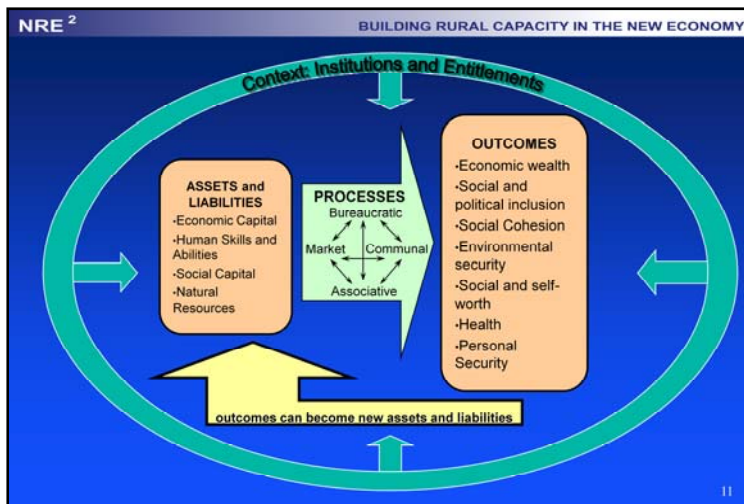 NRE 2
BUILDING RURAL CAPACITY IN THE NEW ECONOMY
Context: Institutions and Entitlements
ASSETS and
LIABILITIES
•Economic Capital
•Human Skills and
Abilities
•Social Capital
•Natural
Resources
PROCESSES
Bureaucratic
Market
Communal
Associative
OUTCOMES
•Economic wealth
•Social and
political inclusion
•Social Cohesion
•Environmental
security
•Social and self-
worth
•Health
•Personal
Security
outcomes can become new assets and liabilities
11